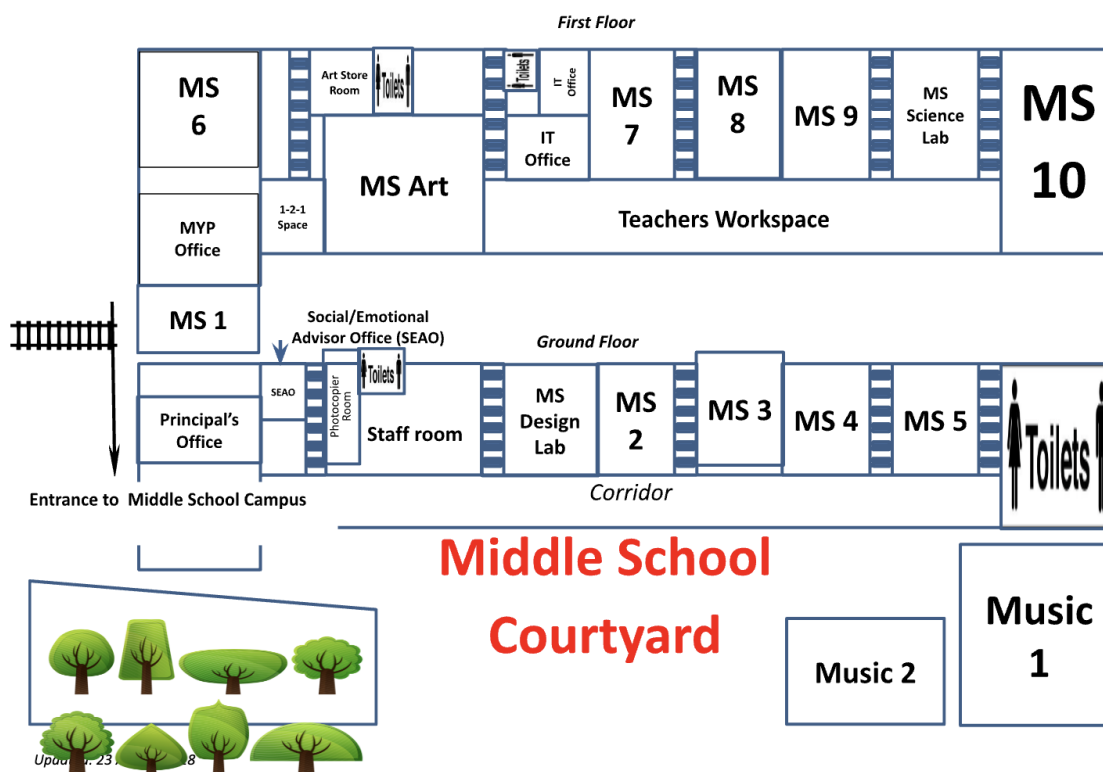 First Floor
MS
6
Art Store
Room
Toilets
Toilets
IT
Office
MS
7
MS
8
MS 9
MS
Science
Lab
MS
10
IT
Office
MS Art
1-2-1
Space
Teachers Workspace
MYP
Office
MS 1
Social/Emotional
Advisor Office (SEAO)
Ground Floor
SEAO
Photocopier
Room
Toilets
Staff room
MS
Design
Lab
MS
2
MS 3
MS 4
MS 5
Toilets
Principal's
Office
Corridor
Entrance to Middle School Campus
Middle School
Courtyard
Music
1
Music 2